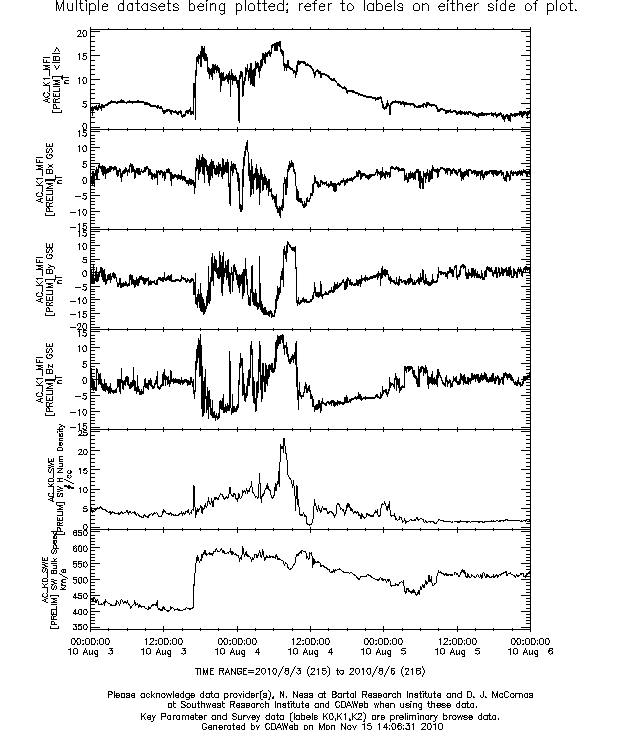 Multiple datasets being plotted; refer to labels on either side of plot.
AC_K1_MFI
[PRELIM] <|B|>
nT
20
15
10
5
0
AC_K1_MFI
[PRELIM] Bx GSE
nT
15
10
5
0
-5
-10
-15
AC_K1_MFI
[PRELIM] By GSE
nT
15
10
5
0
-5
-10
-15
-20
AC_K1_MFI
[PRELIM] Bz GSE
nT
15
10
5
0
-5
-10
-15
AC_K0_SWE
[PRELIM] SW H Num Density
#/cc
25
20
15
10
5
0
AC_K0_SWE
[PRELIM] SW Bulk Speed
km/s
650
600
550
500
450
400
350
00:00:00 12:00:00 00:00:00 12:00:00 00:00:00 12:00:00 00:00:00
10 Aug 3 10 Aug 3 10 Aug 4 10 Aug 4 10 Aug 5 10 Aug 5 10 Aug 6
TIME RANGE=2010/8/3 (215) to 2010/8/6 (218)
Please acknowledge data provider(s), N. Ness at Bartol Research Institute and D. J. McComas
at Southwest Research Institute and CDAWeb when using these data.
Key Parameter and Survey data (labels K0,K1,K2) are preliminary browse data.
Generated by CDAWeb on Mon Nov 15 14:06:31 2010